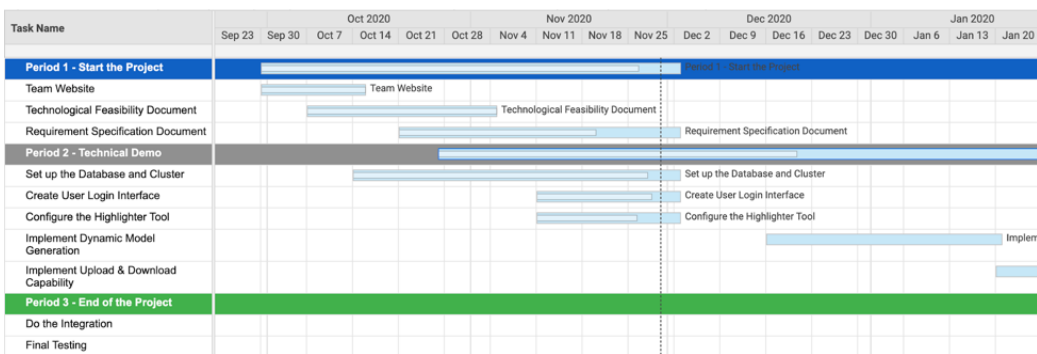 Task Name
Oct 2020 Nov 2020 Dec 2020 Jan 2020
Sep 23 Sep 30 Oct 7 Oct 14 Oct 21 Oct 28 Nov 4 Nov 11 Nov 18 Nov 25 Dec 2 Dec 9 Dec 16 Dec 23 Dec 30 Jan 6 Jan 13 Jan 20
Period 1 - Start the Project Period 1 - Start the Project
Team Website Team Website
Technological Feasibility Document Technological Feasibility Document
Requirement Specification Document Requirement Specification Document
Period 2 - Technical Demo
Set up the Database and Cluster Set up the Database and Cluster
Create User Login Interface Create User Login Interface
Configure the Highlighter Tool Configure the Highlighter Tool
Implement Dynamic Model Implem
Generation
Implement Upload & Download
Capability
Period 3 - End of the Project
Do the Integration
Final Testing